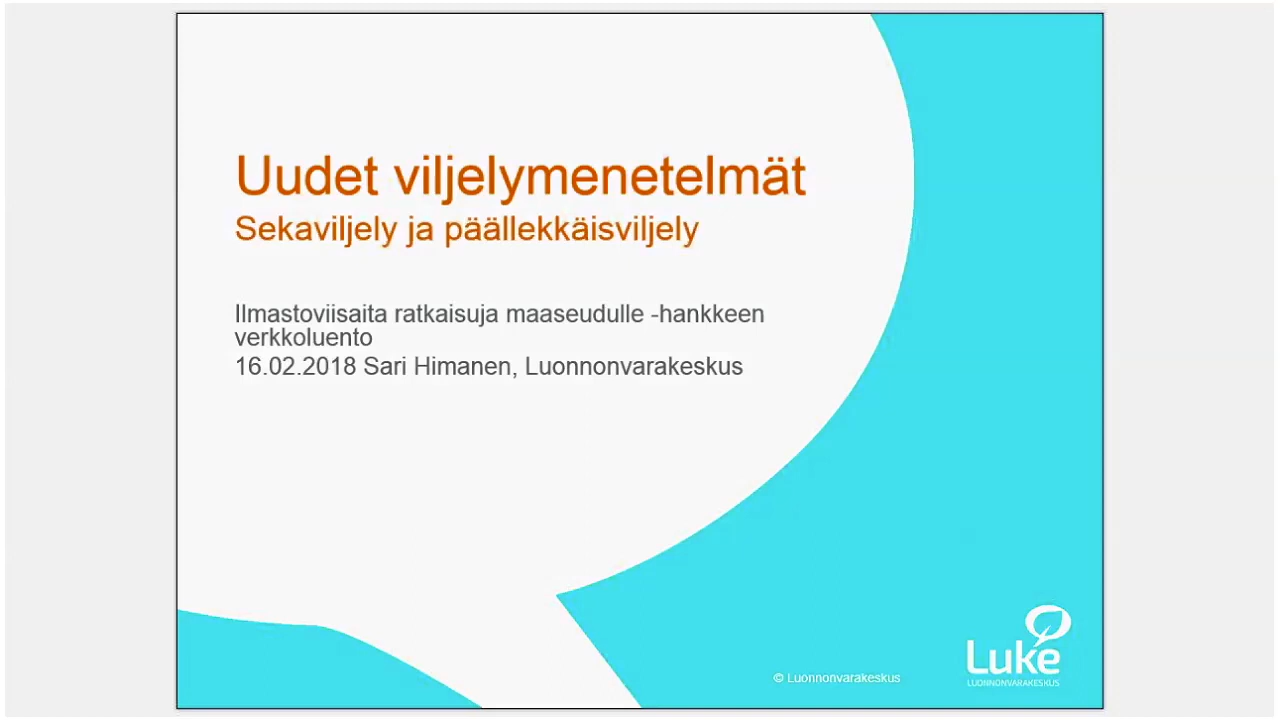 Uudet viljelymenetelmät
Sekaviljely ja päällekkäisviljely
Ilmastoviisaita ratkaisuja maaseudulle -hankkeen
verkkoluento
16.02.2018 Sari Himanen, Luonnonvarakeskus
© Luonnonvarakeskus
Luke
LUONNONVARAKESKUS